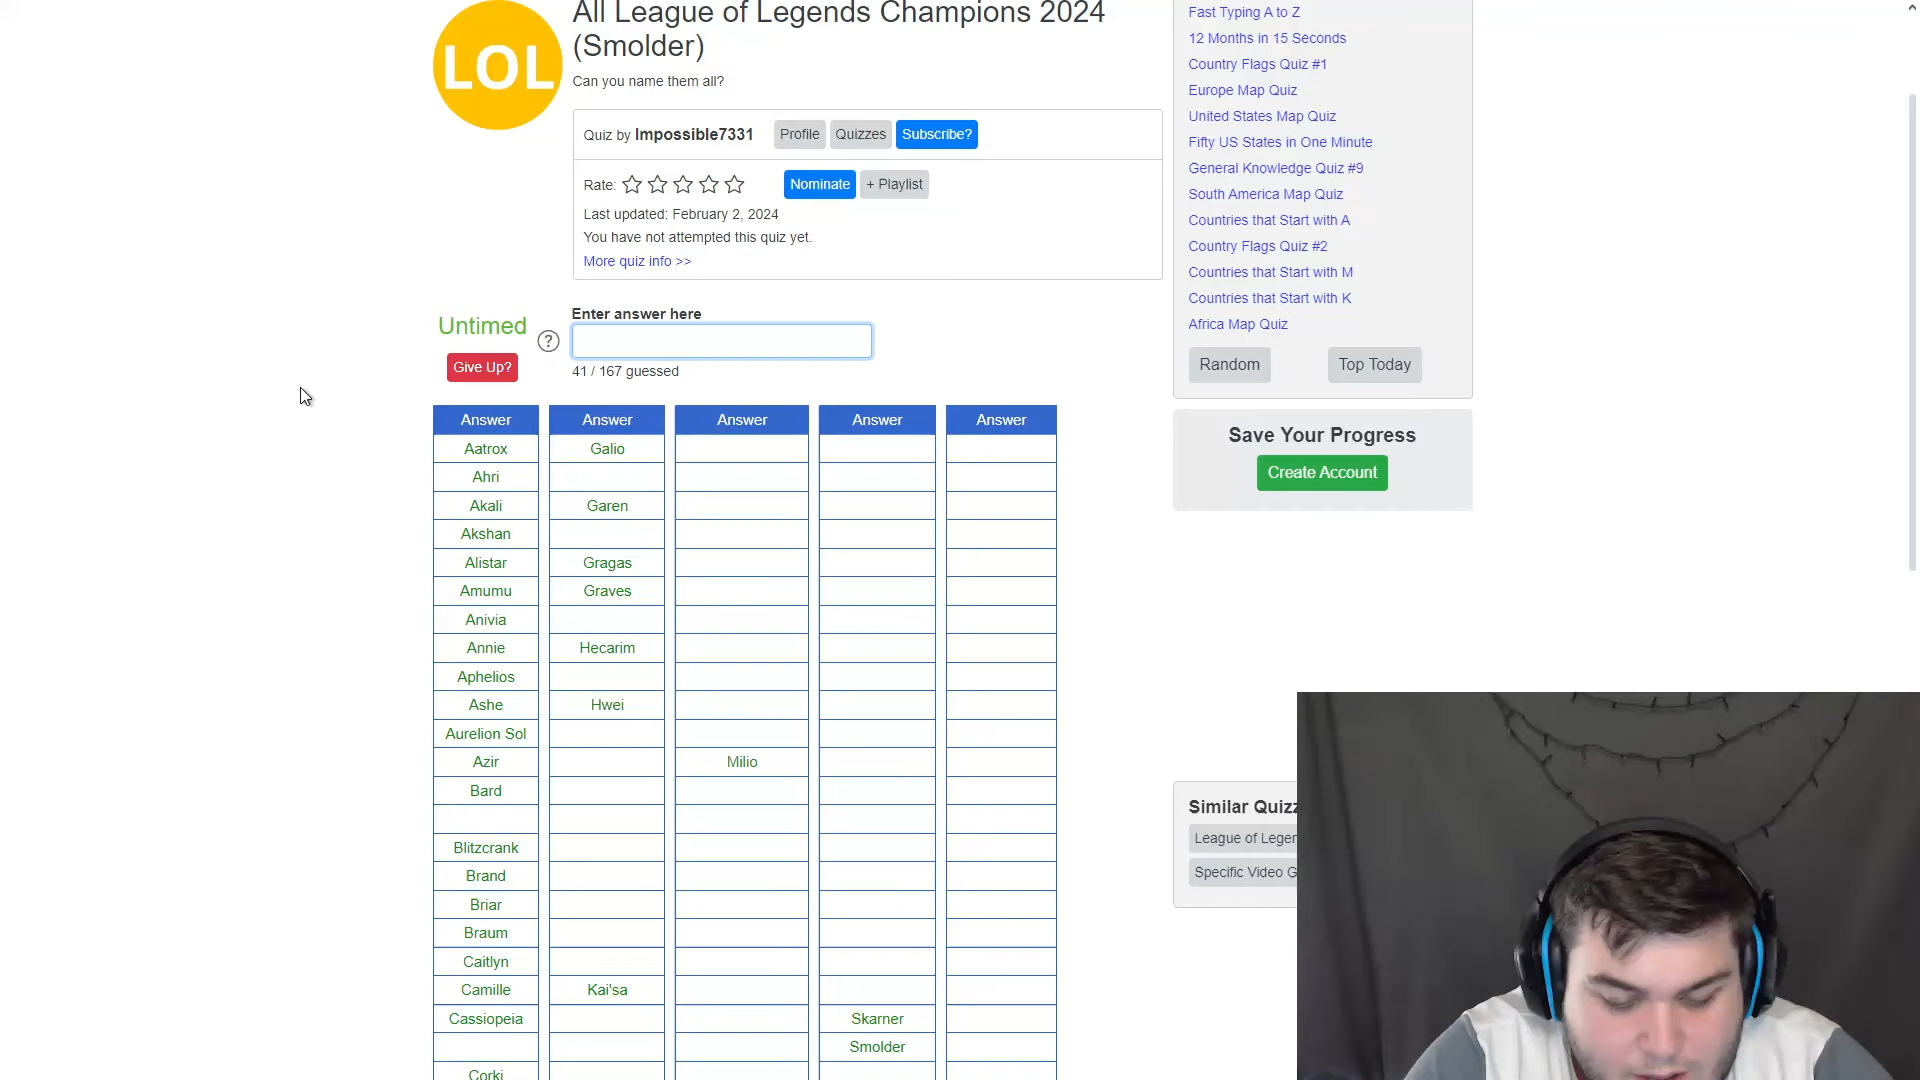 All League of Legends Champions 2024
(Smolder)
LOL
Can you name them all?
Quiz by Impossible7331
Profile
Quizzes
Subscribe?
Rate:
Nominate
+ Playlist
Last updated: February 2, 2024
You have not attempted this quiz yet.
More quiz info >>
Untimed
?
Give Up?
Enter answer here
41 / 167 guessed
Answer Answer Answer Answer Answer
Aatrox Galio
Ahri
Akali Garen
Akshan
Alistar Gragas
Amumu Graves
Anivia
Annie Hecarim
Aphelios
Ashe Hwei
Aurelion Sol
Azir Milio
Bard
Blitzcrank
Brand
Briar
Braum
Caitlyn
Camille Kai'sa
Cassiopeia Skarner
Smolder
Corki
Fast Typing A to Z
12 Months in 15 Seconds
Country Flags Quiz #1
Europe Map Quiz
United States Map Quiz
Fifty US States in One Minute
General Knowledge Quiz #9
South America Map Quiz
Countries that Start with A
Country Flags Quiz #2
Countries that Start with M
Countries that Start with K
Africa Map Quiz
Random
Top Today
Save Your Progress
Create Account
Similar Quizz
League of Leger
Specific Video G